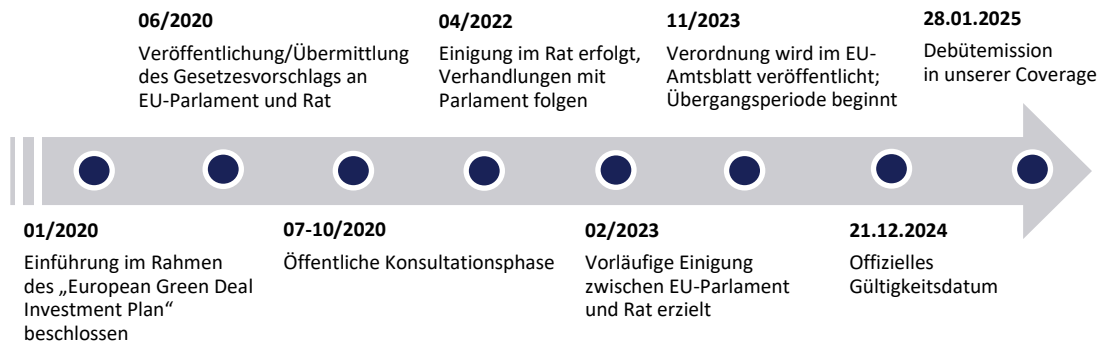 06/2020
Veröffentlichung/Übermittlung
des Gesetzesvorschlags an
EU-Parlament und Rat
04/2022
Einigung im Rat erfolgt,
Verhandlungen mit
Parlament folgen
11/2023
Verordnung wird im EU-
Amtsblatt veröffentlicht;
Übergangsperiode beginnt
28.01.2025
Debütemission
in unserer Coverage
01/2020
Einführung im Rahmen
des „European Green Deal
Investment Plan“
beschlossen
07-10/2020
Öffentliche Konsultationsphase
02/2023
Vorläufige Einigung
zwischen EU-Parlament
und Rat erzielt
21.12.2024
Offizielles
Gültigkeitsdatum